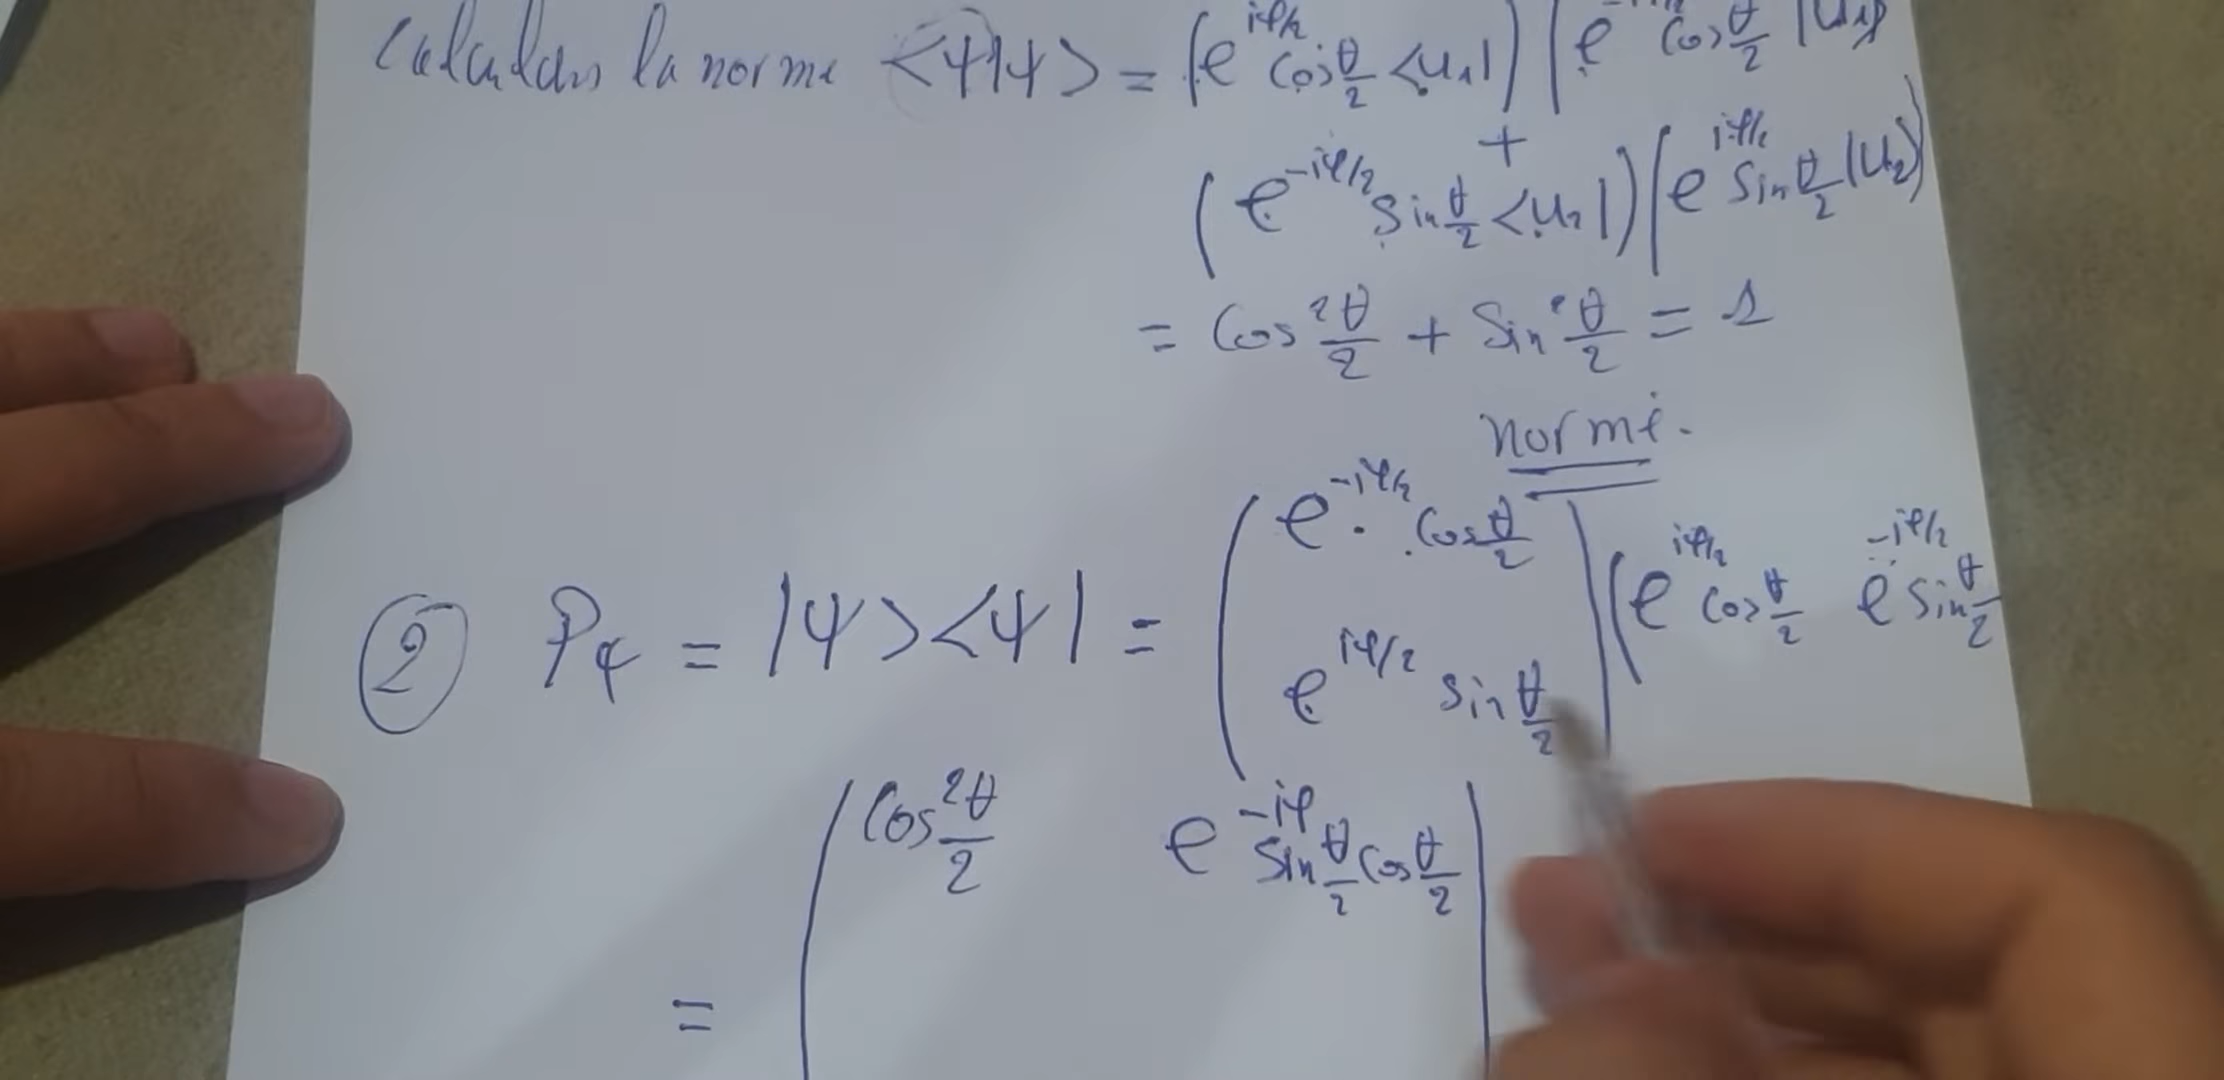 Calculons la norme <Ψ|Ψ> = (e^{iφ/2} cos θ/2 <u₁|) (e cos θ/2 |u₁>)
+
(e^{-iφ/2} sin θ/2 <u₂|) (e^{iφ/2} sin θ/2 |u₂>)
= cos² θ/2 + sin² θ/2 = 1
normé.
② P_Ψ = |Ψ><Ψ| = ( e^{-iφ/2} cos θ/2 ) ( e^{iφ/2} cos θ/2 e^{-iφ/2} sin θ/2
( e^{iφ/2} sin θ/2 )
= ( cos² θ/2 e^{-iφ} sin θ/2 cos θ/2 )